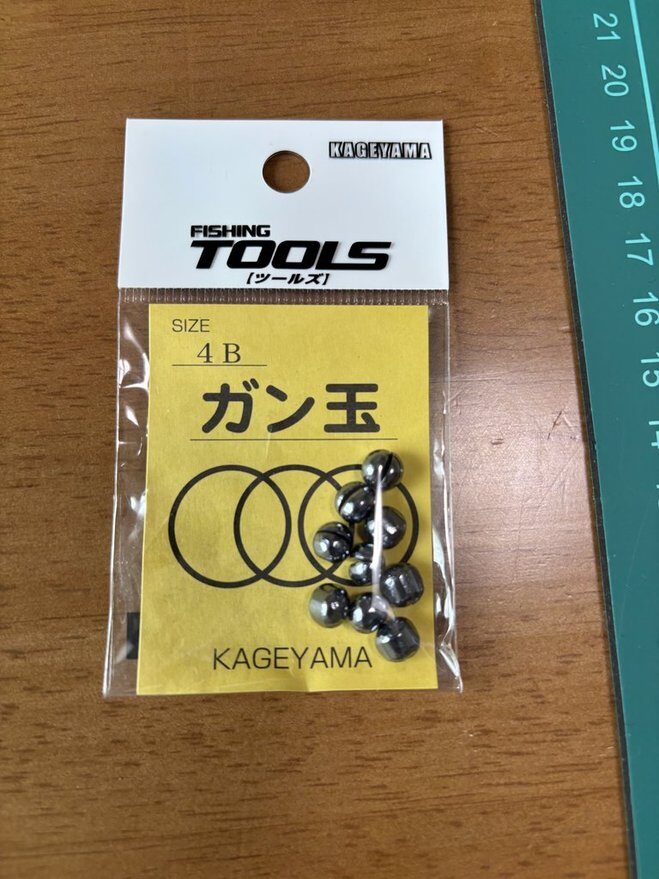 KAGEYAMA
FISHING
TOOLS
[ツールズ]
SIZE
4B
ガン玉
KAGEYAMA
21
20
19
18
17
16
15